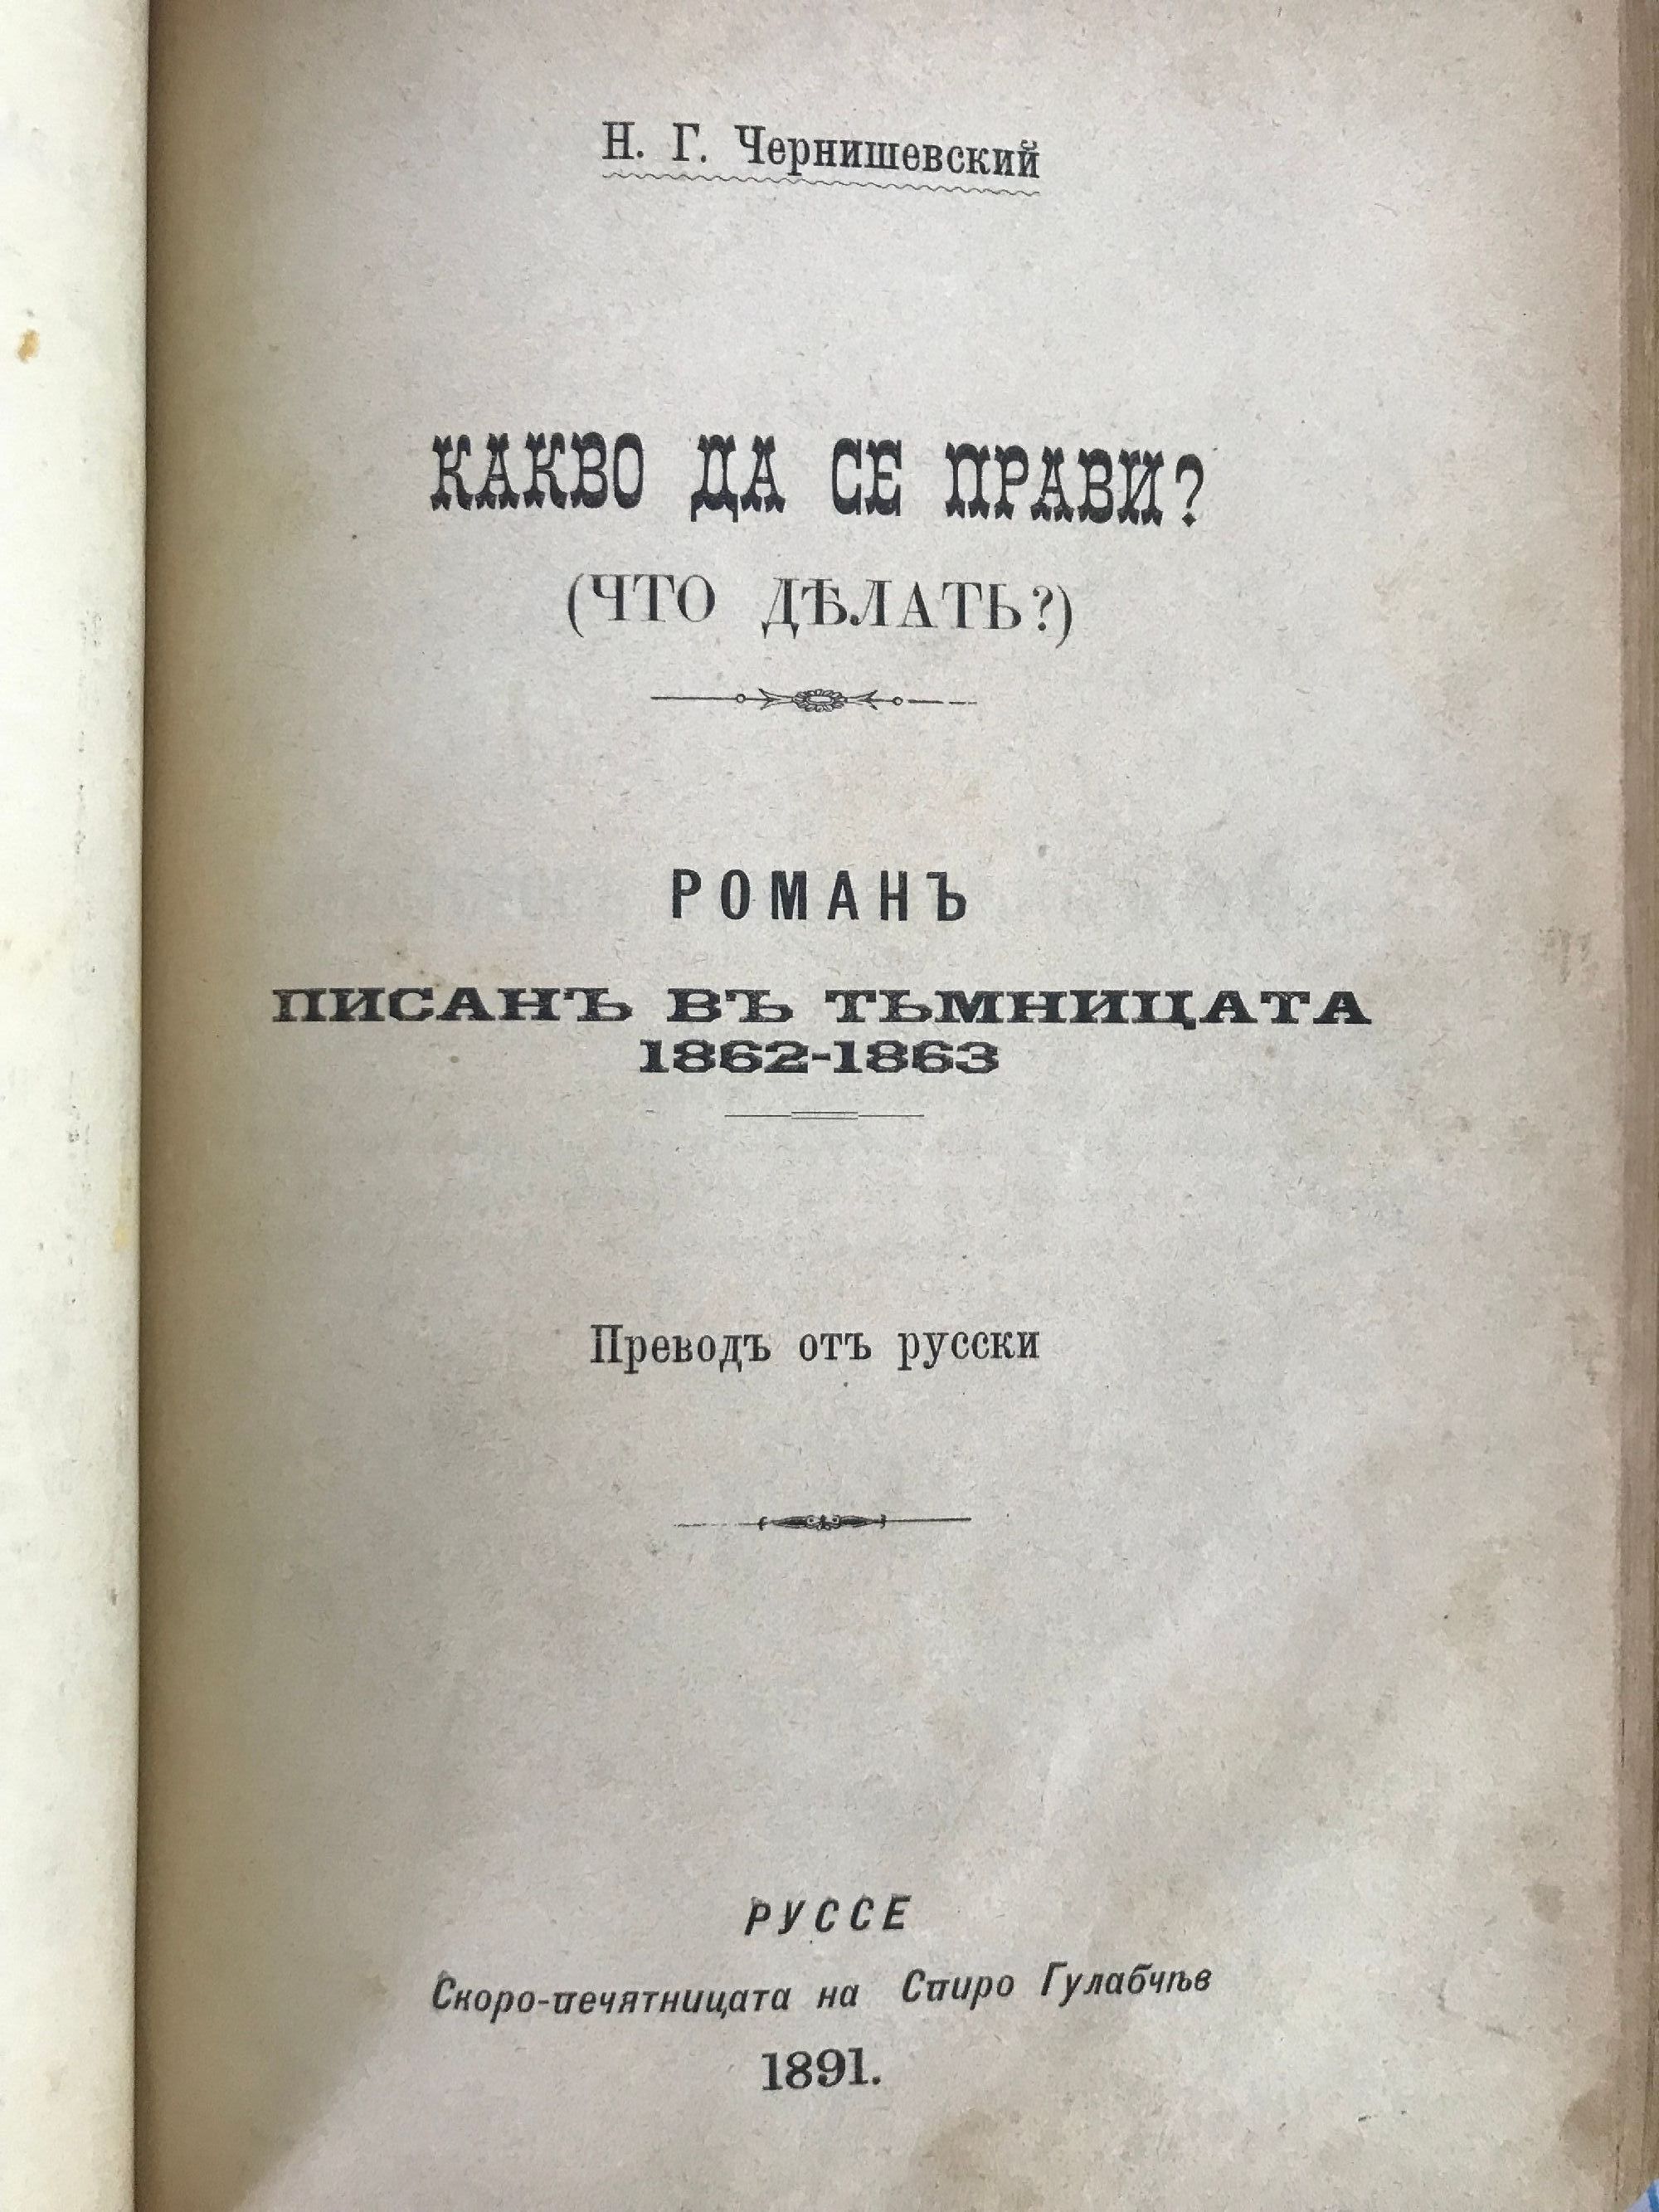 Н. Г. Чернишевский
КАКВО ДА СЕ ПРАВИ?
(ЧТО ДѢЛАТЬ?)
РОМАНЪ
ПИСАНЪ ВЪ ТЬМНИЦАТА
1862-1863
Преводъ отъ русски
РУССЕ
Скоро-печятницата на Спиро Гулабчѣв
1891.